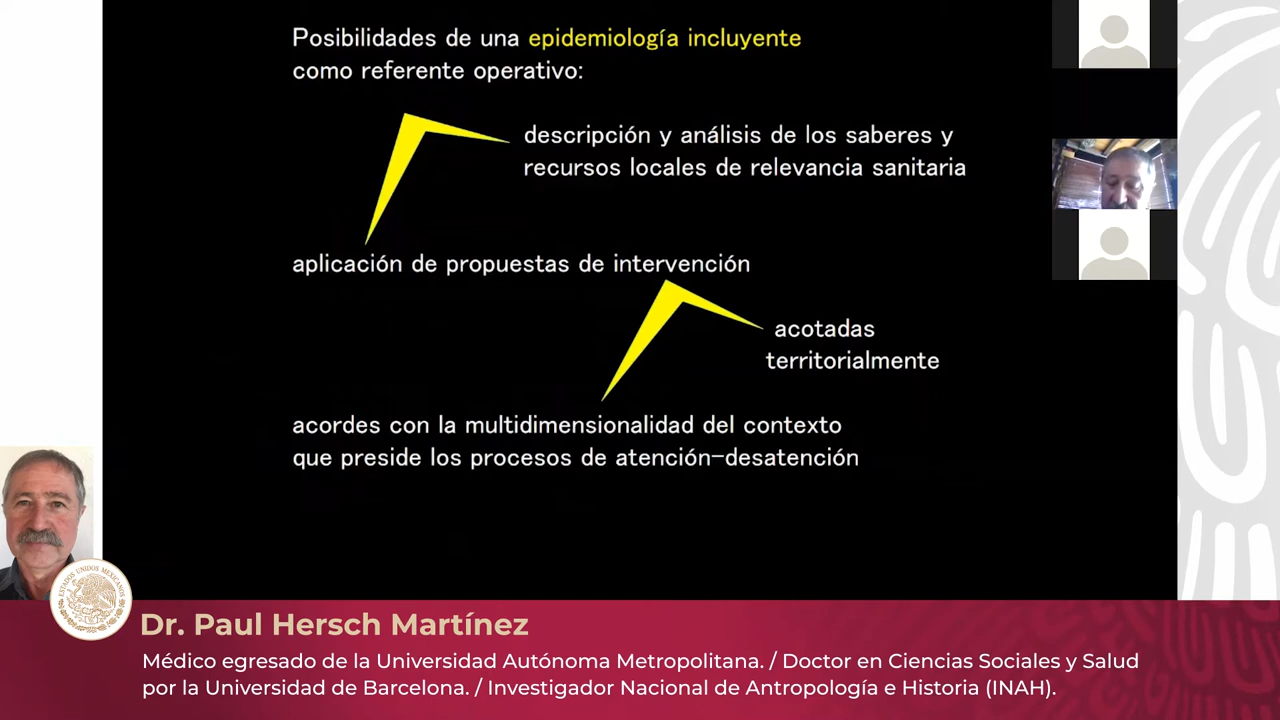 Posibilidades de una epidemiología incluyente
como referente operativo:
descripción y análisis de los saberes y
recursos locales de relevancia sanitaria
aplicación de propuestas de intervención
acotadas
territorialmente
acordes con la multidimensionalidad del contexto
que preside los procesos de atención-desatención
ESTADOS UNIDOS MEXICANOS
Dr. Paul Hersch Martínez
Médico egresado de la Universidad Autónoma Metropolitana. / Doctor en Ciencias Sociales y Salud
por la Universidad de Barcelona. / Investigador Nacional de Antropología e Historia (INAH).